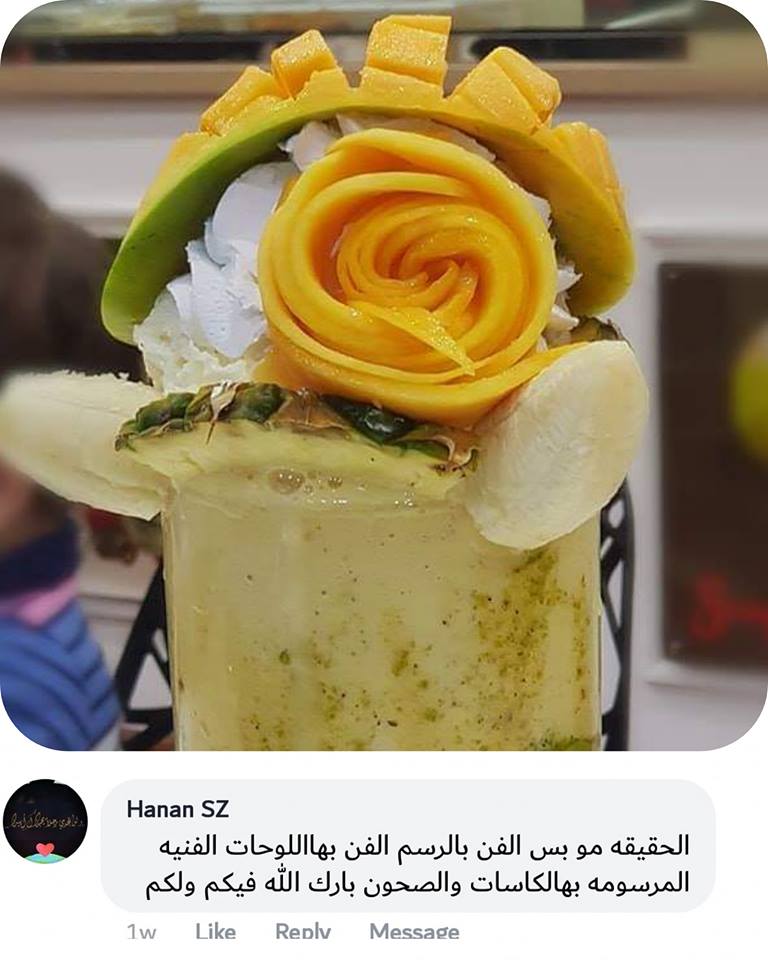 Hanan SZ
الحقيقه مو بس الفن بالرسم الفن بهااللوحات الفنيه
المرسومه بهالكاسات والصحون بارك الله فيكم ولكم
1w Like Reply Message